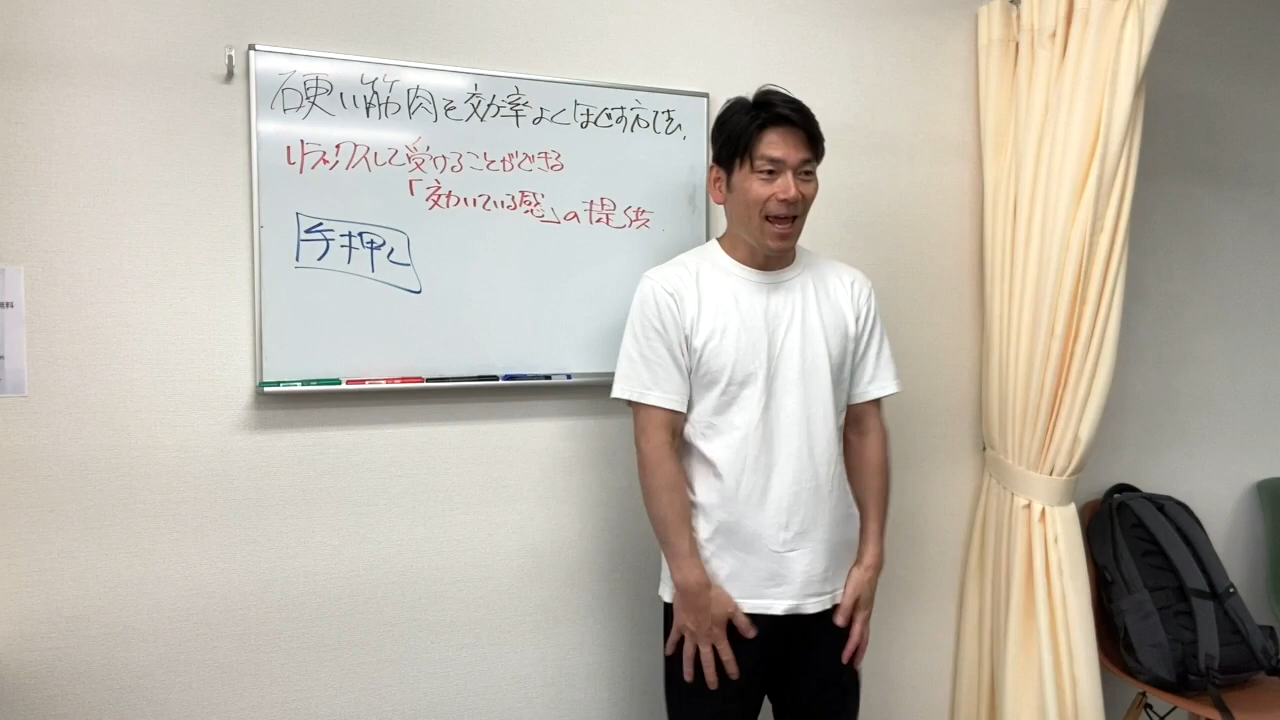 硬い筋肉を効率よくほぐす方法.
リラックスして受けることができる
「効いている感」の提供.
手押し